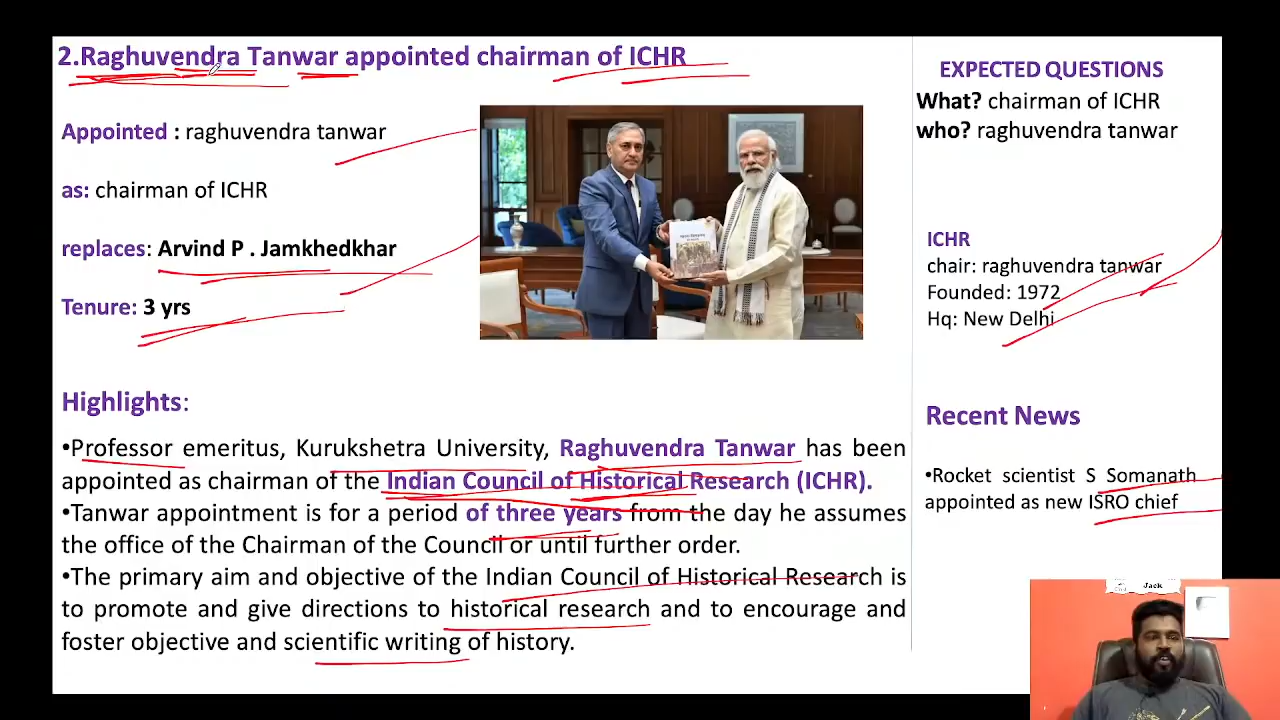 2.Raghuvendra Tanwar appointed chairman of ICHR
Appointed : raghuvendra tanwar
as: chairman of ICHR
replaces: Arvind P . Jamkhedkhar
Tenure: 3 yrs
Highlights:
•Professor emeritus, Kurukshetra University, Raghuvendra Tanwar has been
appointed as chairman of the Indian Council of Historical Research (ICHR).
•Tanwar appointment is for a period of three years from the day he assumes
the office of the Chairman of the Council or until further order.
•The primary aim and objective of the Indian Council of Historical Research is
to promote and give directions to historical research and to encourage and
foster objective and scientific writing of history.
EXPECTED QUESTIONS
What? chairman of ICHR
who? raghuvendra tanwar
ICHR
chair: raghuvendra tanwar
Founded: 1972
Hq: New Delhi
Recent News
•Rocket scientist S Somanath
appointed as new ISRO chief
Jack